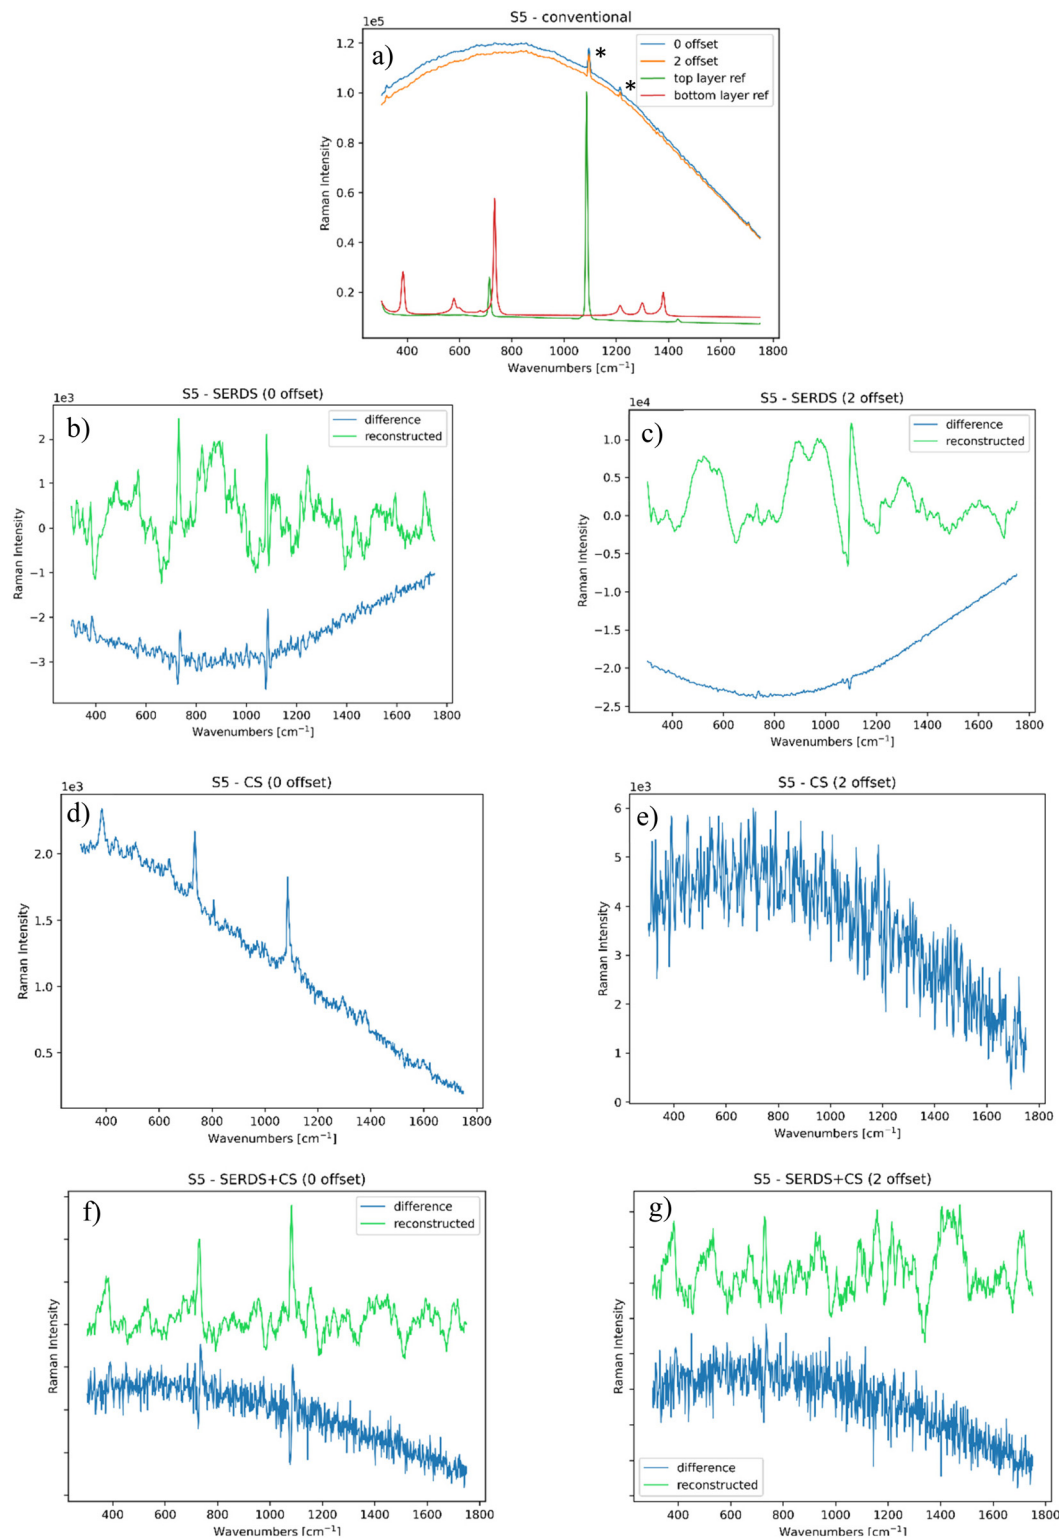 S5 - conventional
1e5
a)
*
*
0 offset
2 offset
top layer ref
bottom layer ref
1.2
1.0
0.8
0.6
0.4
0.2
Raman Intensity
400 600 800 1000 1200 1400 1600 1800
Wavenumbers [cm⁻¹]
S5 - SERDS (0 offset)
1e3
b)
difference
reconstructed
2
1
0
−1
−2
−3
Raman Intensity
400 600 800 1000 1200 1400 1600 1800
Wavenumbers [cm⁻¹]
S5 - SERDS (2 offset)
1e4
c)
difference
reconstructed
1.0
0.5
0.0
−0.5
−1.0
−1.5
−2.0
−2.5
Raman Intensity
400 600 800 1000 1200 1400 1600 1800
Wavenumbers [cm⁻¹]
S5 - CS (0 offset)
1e3
d)
2.0
1.5
1.0
0.5
Raman Intensity
400 600 800 1000 1200 1400 1600 1800
Wavenumbers [cm⁻¹]
S5 - CS (2 offset)
1e3
e)
6
5
4
3
2
1
0
Raman Intensity
400 600 800 1000 1200 1400 1600 1800
Wavenumbers [cm⁻¹]
S5 - SERDS+CS (0 offset)
f)
difference
reconstructed
Raman Intensity
400 600 800 1000 1200 1400 1600 1800
Wavenumbers [cm⁻¹]
S5 - SERDS+CS (2 offset)
g)
difference
reconstructed
Raman Intensity
400 600 800 1000 1200 1400 1600 1800
Wavenumbers [cm⁻¹]